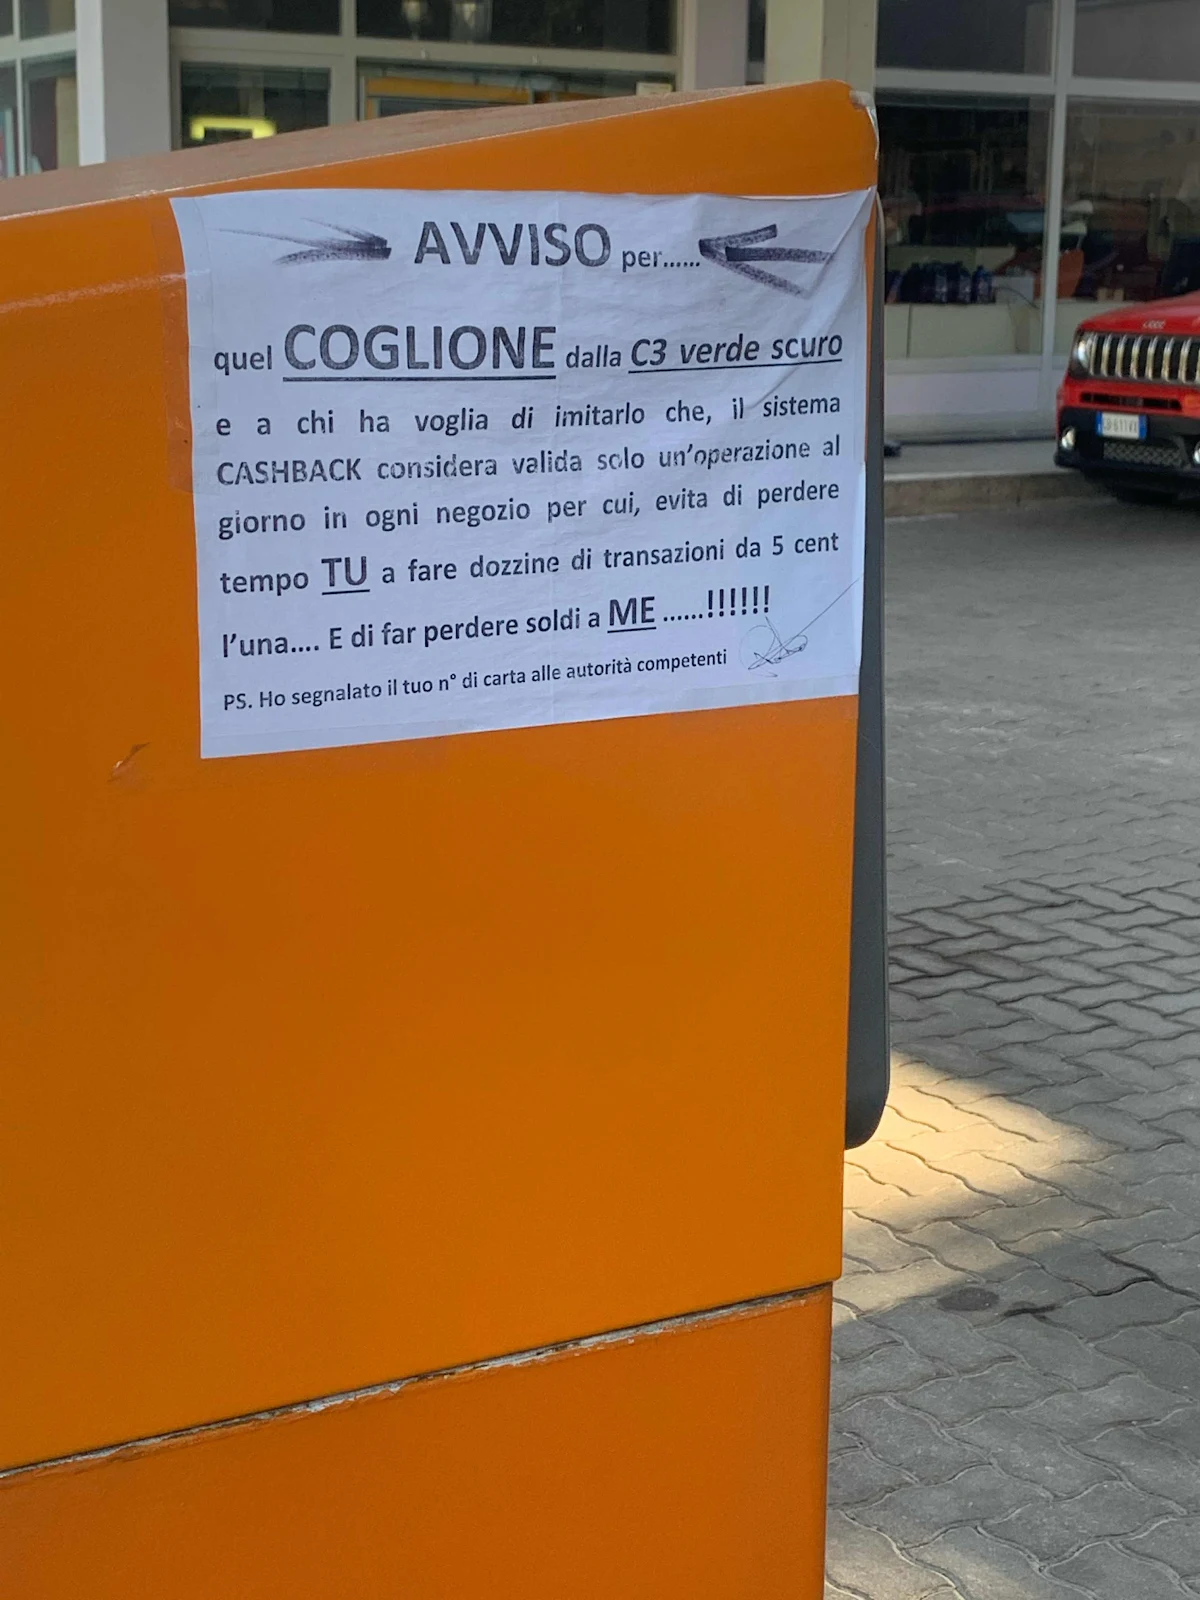 AVVISO per......
quel COGLIONE dalla C3 verde scuro
e a chi ha voglia di imitarlo che, il sistema
CASHBACK considera valida solo un'operazione al
giorno in ogni negozio per cui, evita di perdere
tempo TU a fare dozzine di transazioni da 5 cent
l'una.... E di far perdere soldi a ME ......!!!!!!
PS. Ho segnalato il tuo n° di carta alle autorità competenti
Jeep